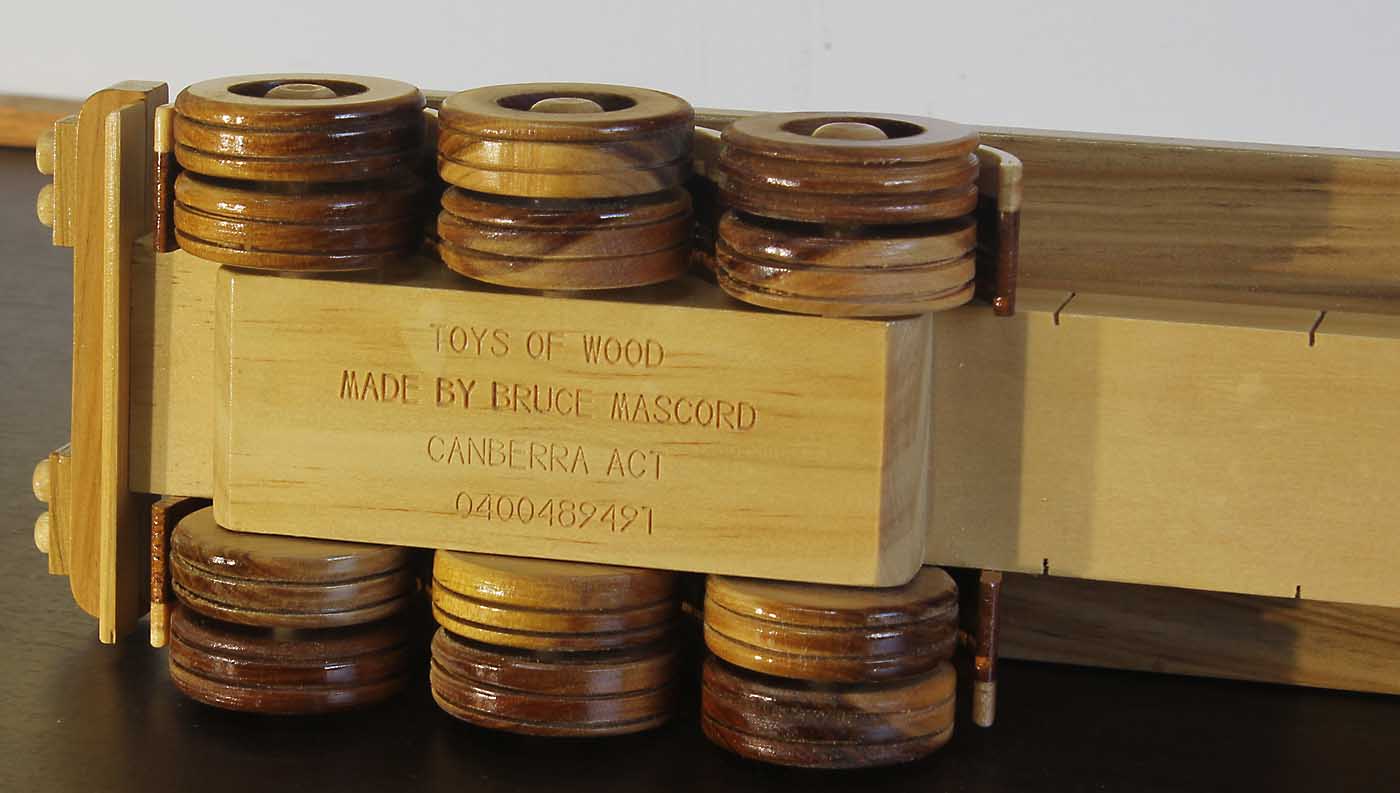 TOYS OF WOOD
MADE BY BRUCE MASCORD
CANBERRA ACT
0400489491